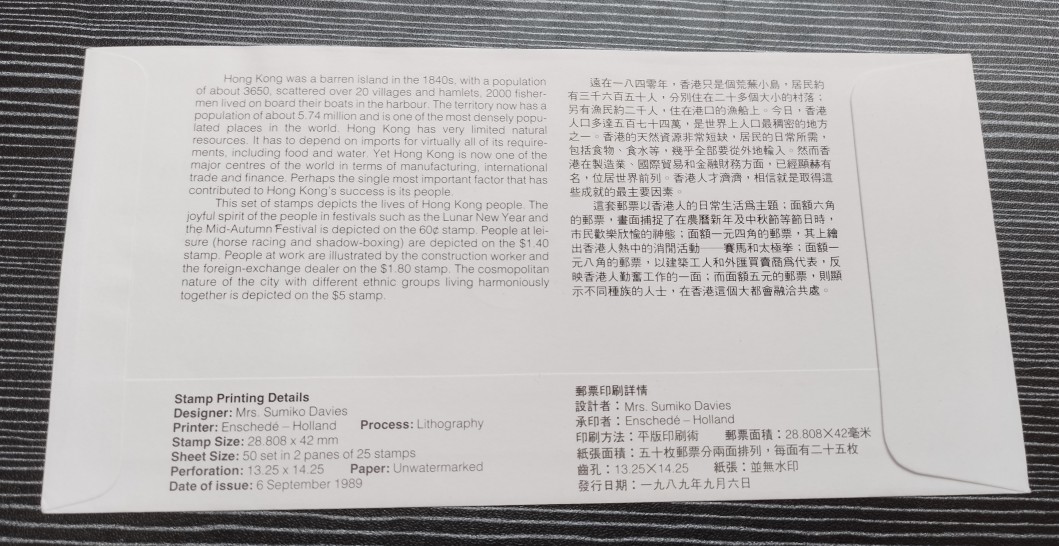 Hong Kong was a barren island in the 1840s, with a population
of about 3650, scattered over 20 villages and hamlets, 2000 fisher-
men lived on board their boats in the harbour. The territory now has a
population of about 5.74 million and is one of the most densely popu-
lated places in the world. Hong Kong has very limited natural
resources. It has to depend on imports for virtually all of its require-
ments, including food and water. Yet Hong Kong is now one of the
major centres of the world in terms of manufacturing, international
trade and finance. Perhaps the single most important factor that has
contributed to Hong Kong's success is its people.
This set of stamps depicts the lives of Hong Kong people. The
joyful spirit of the people in festivals such as the Lunar New Year and
the Mid-Autumn Festival is depicted on the 60¢ stamp. People at lei-
sure (horse racing and shadow-boxing) are depicted on the $1.40
stamp. People at work are illustrated by the construction worker and
the foreign-exchange dealer on the $1.80 stamp. The cosmopolitan
nature of the city with different ethnic groups living harmoniously
together is depicted on the $5 stamp.
遠在一八四零年，香港只是個荒蕪小島，居民約
有三千六百五十人，分別住在二十多個大小的村落；
另有漁民約二千人，住在港口的漁船上。今日，香港
人口多達五百七十四萬，是世界上人口最稠密的地方
之一。香港的天然資源非常短缺，居民的日常所需，
包括食物、食水等，幾乎全部要從外地輸入。然而香
港在製造業、國際貿易和金融財務方面，已經顯赫有
名，位居世界前列。香港人才濟濟，相信就是取得這
些成就的最主要因素。
這套郵票以香港人的日常生活爲主題；面額六角
的郵票，畫面捕捉了在農曆新年及中秋節等節日時，
市民歡樂欣愉的神態；面額一元四角的郵票，其上繪
出香港人熱中的消閒活動——賽馬和太極拳；面額一
元八角的郵票，以建築工人和外匯買賣商爲代表，反
映香港人勤奮工作的一面；而面額五元的郵票，則顯
示不同種族的人士，在香港這個大都會融洽共處。
Stamp Printing Details
Designer: Mrs. Sumiko Davies
Printer: Enschedé – Holland Process: Lithography
Stamp Size: 28.808 x 42 mm
Sheet Size: 50 set in 2 panes of 25 stamps
Perforation: 13.25 x 14.25 Paper: Unwatermarked
Date of issue: 6 September 1989
郵票印刷詳情
設計者：Mrs. Sumiko Davies
承印者：Enschedé – Holland
印刷方法：平版印刷術 郵票面積：28.808×42毫米
紙張面積：五十枚郵票分兩面排列，每面有二十五枚
齒孔：13.25×14.25 紙張：並無水印
發行日期：一九八九年九月六日